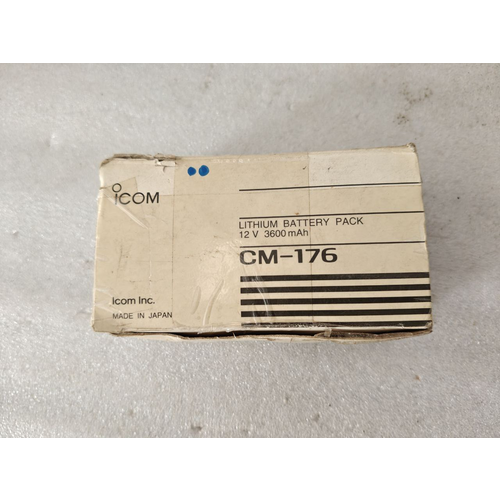 ICOM
LITHIUM BATTERY PACK
12 V 3600 mAh
CM-176
Icom Inc.
MADE IN JAPAN